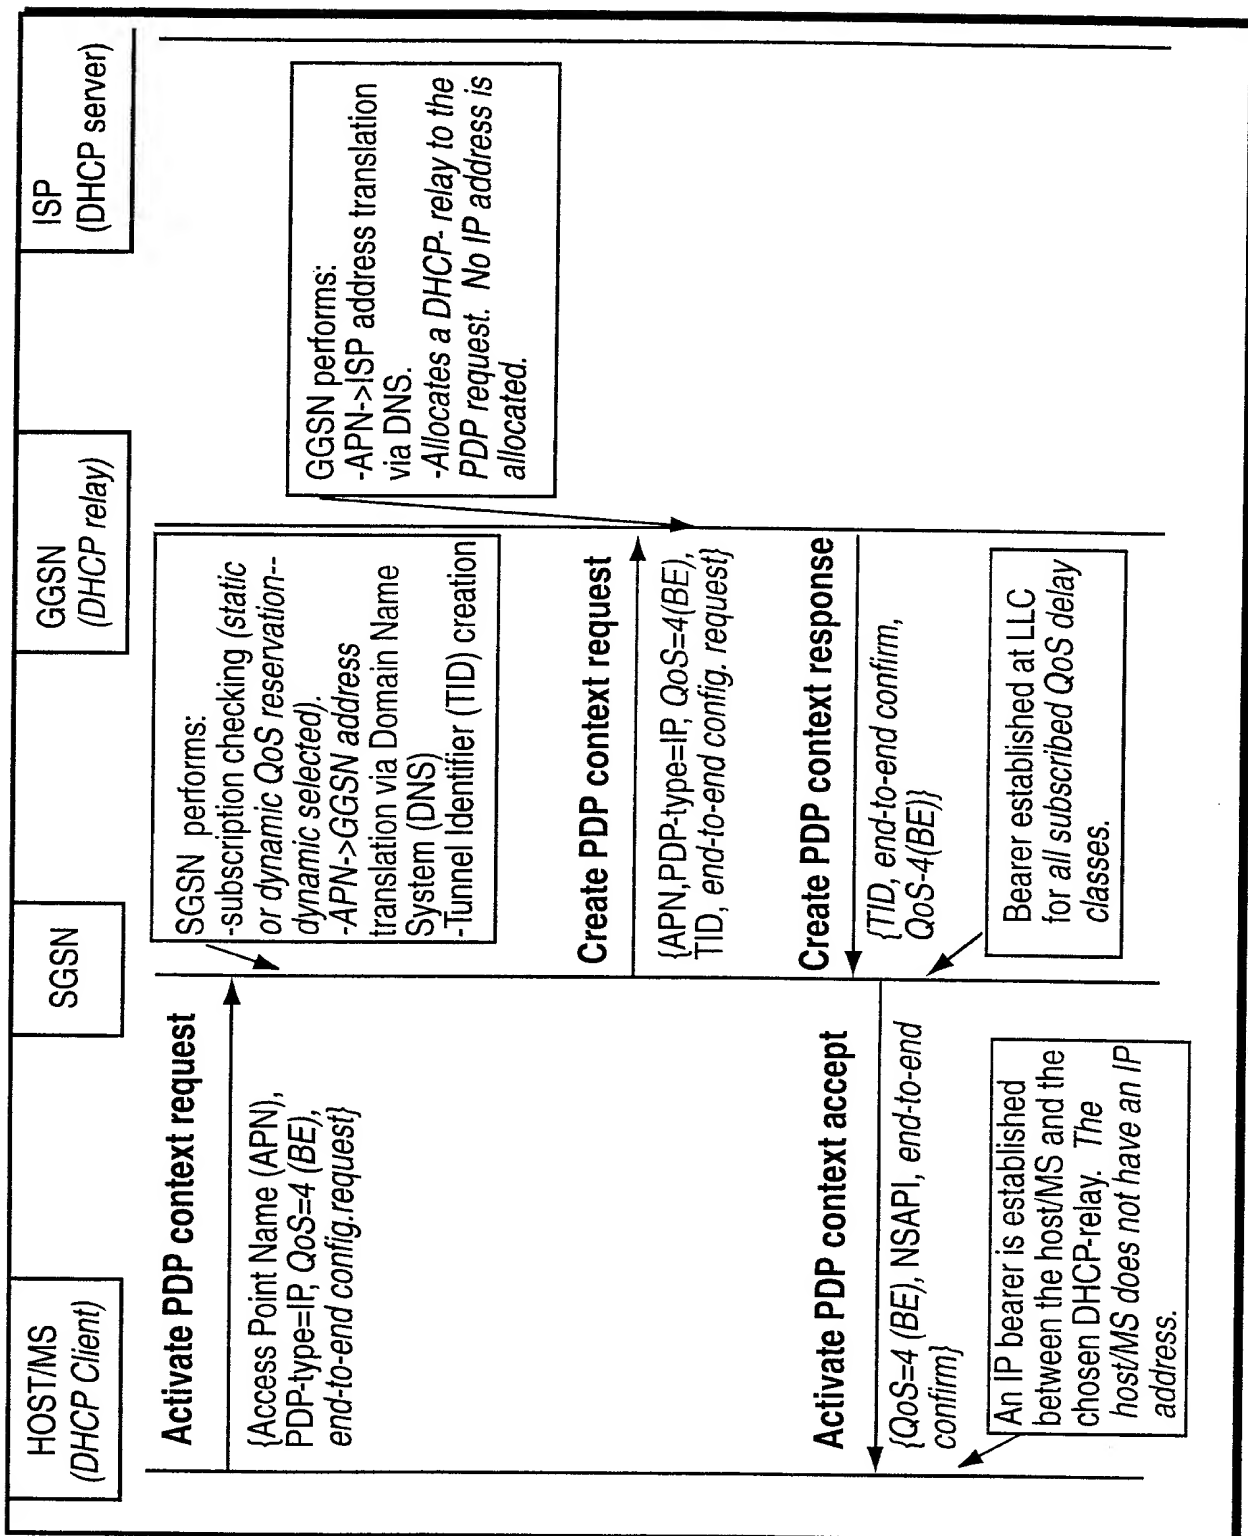 HOST/MS
(DHCP Client)
SGSN
GGSN
(DHCP relay)
ISP
(DHCP server)
Activate PDP context request
{Access Point Name (APN),
PDP-type=IP, QoS=4 (BE),
end-to-end config.request}
SGSN performs:
-subscription checking (static
or dynamic QoS reservation--
dynamic selected).
-APN->GGSN address
translation via Domain Name
System (DNS)
-Tunnel Identifier (TID) creation
Create PDP context request
{APN,PDP-type=IP, QoS=4(BE),
TID, end-to-end config. request}
GGSN performs:
-APN->ISP address translation
via DNS.
-Allocates a DHCP- relay to the
PDP request. No IP address is
allocated.
Create PDP context response
{TID, end-to-end confirm,
QoS-4(BE)}
Bearer established at LLC
for all subscribed QoS delay
classes.
Activate PDP context accept
{QoS=4 (BE), NSAPI, end-to-end
confirm}
An IP bearer is established
between the host/MS and the
chosen DHCP-relay. The
host/MS does not have an IP
address.